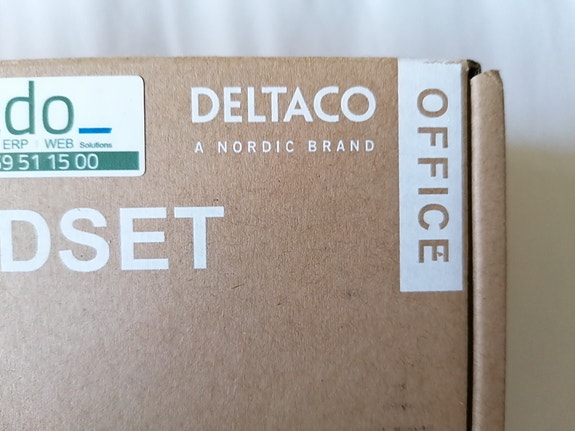 do_
ERP | WEB Solutions
9 51 15 00
DELTACO
A NORDIC BRAND
OFFICE
DSET